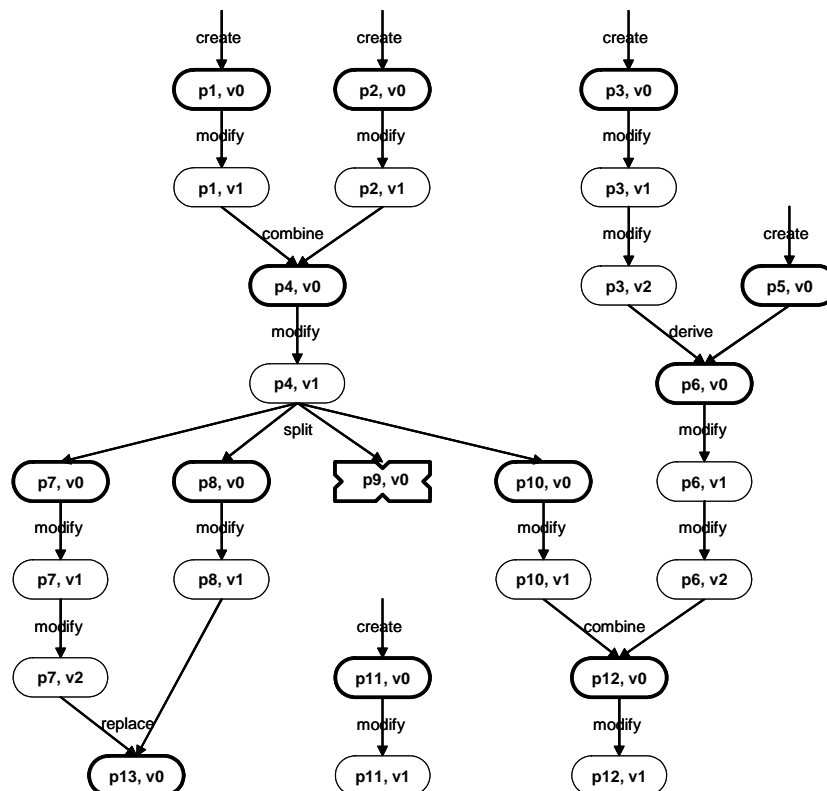 create create create
p1, v0 p2, v0 p3, v0
modify modify modify
p1, v1 p2, v1 p3, v1
combine modify create
p4, v0 p3, v2 p5, v0
modify derive
p4, v1 p6, v0
split modify
p7, v0 p8, v0 p9, v0 p10, v0 p6, v1
modify modify modify modify
p7, v1 p8, v1 p10, v1 p6, v2
modify create combine
p7, v2 p11, v0 p12, v0
replace modify modify
p13, v0 p11, v1 p12, v1